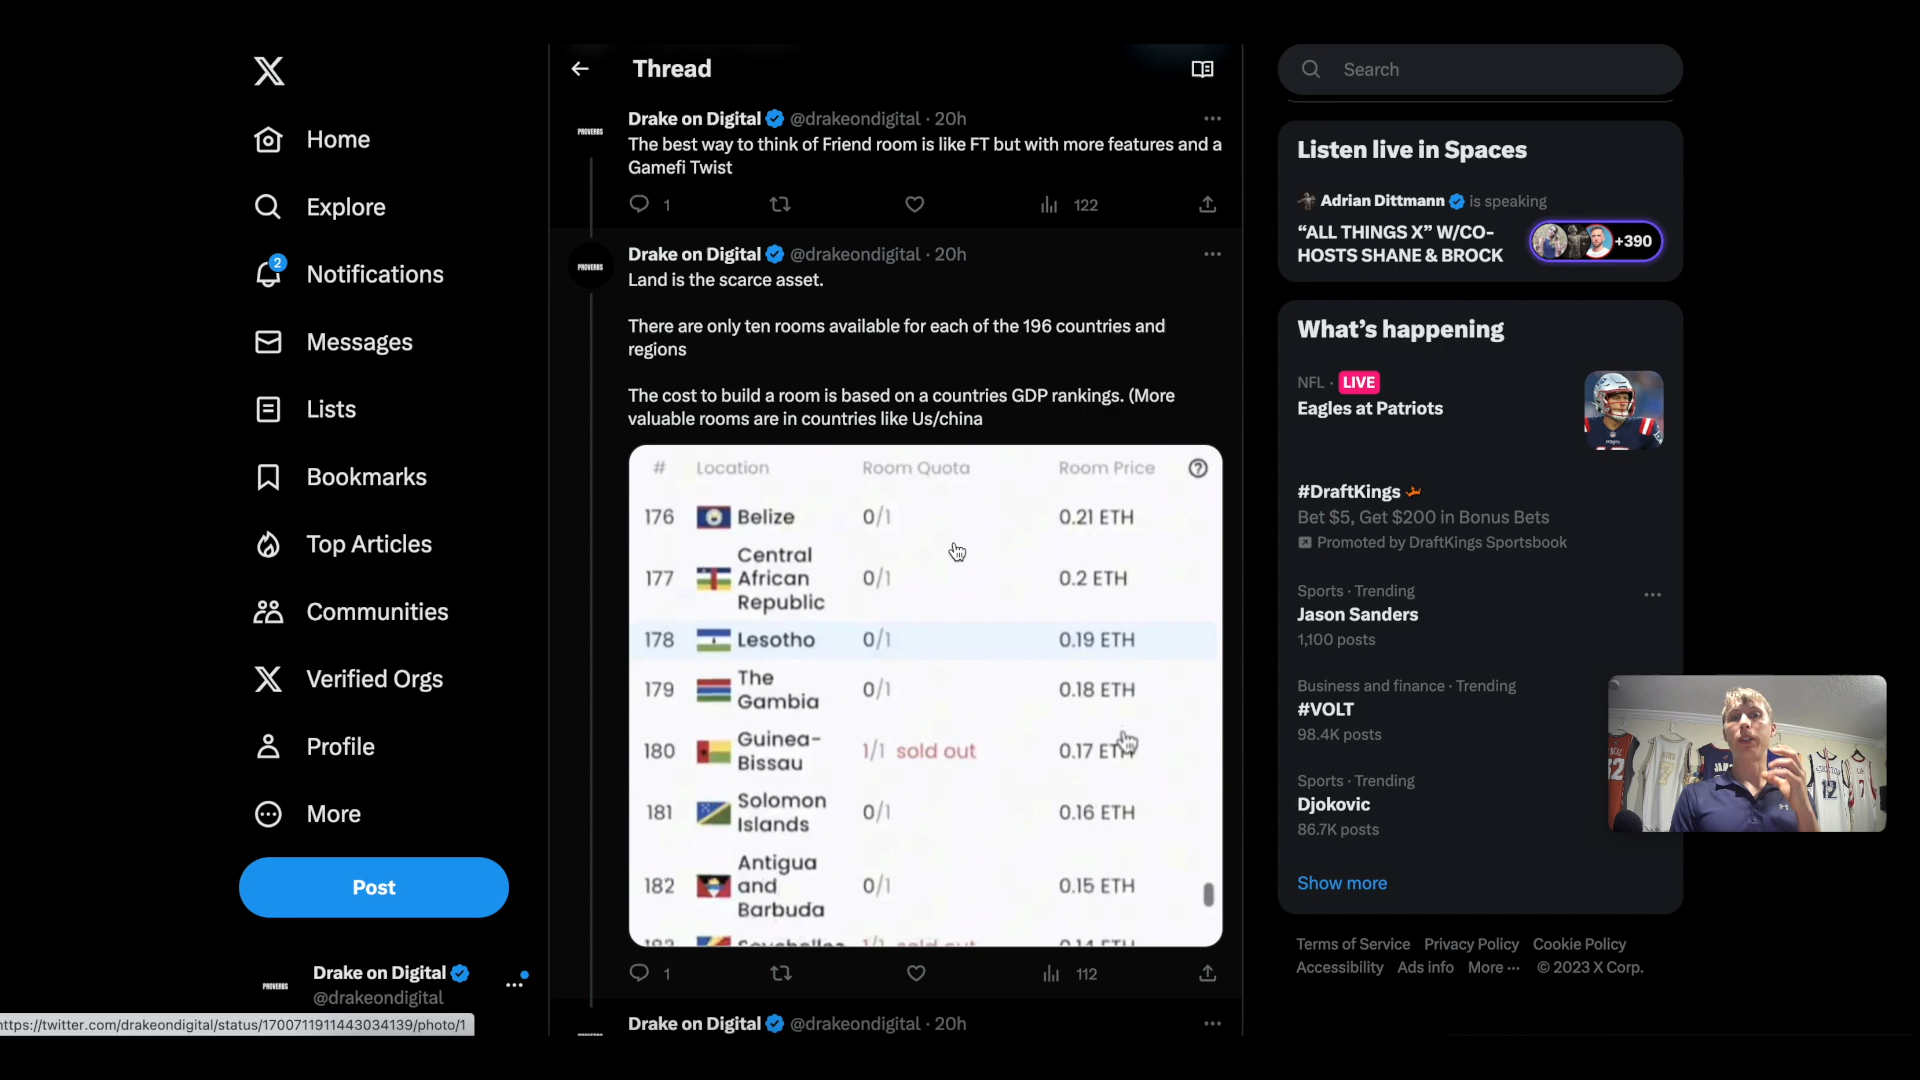 Home
Explore
2
Notifications
Messages
Lists
Bookmarks
Top Articles
Communities
Verified Orgs
Profile
More
Post
PROVERBS
Drake on Digital
@drakeondigital
https://twitter.com/drakeondigital/status/1700711911443034139/photo/1
Thread
PROVERBS
Drake on Digital @drakeondigital · 20h
The best way to think of Friend room is like FT but with more features and a
Gamefi Twist
1
122
PROVERBS
Drake on Digital @drakeondigital · 20h
Land is the scarce asset.
There are only ten rooms available for each of the 196 countries and
regions
The cost to build a room is based on a countries GDP rankings. (More
valuable rooms are in countries like Us/china
# Location Room Quota Room Price
176 Belize 0/1 0.21 ETH
177 Central African Republic 0/1 0.2 ETH
178 Lesotho 0/1 0.19 ETH
179 The Gambia 0/1 0.18 ETH
180 Guinea-Bissau 1/1 sold out 0.17 ETH
181 Solomon Islands 0/1 0.16 ETH
182 Antigua and Barbuda 0/1 0.15 ETH
1
112
Drake on Digital @drakeondigital · 20h
Search
Listen live in Spaces
Adrian Dittmann is speaking
“ALL THINGS X” W/CO-
HOSTS SHANE & BROCK
+390
What’s happening
NFL · LIVE
Eagles at Patriots
#DraftKings
Bet $5, Get $200 in Bonus Bets
Promoted by DraftKings Sportsbook
Sports · Trending
Jason Sanders
1,100 posts
Business and finance · Trending
#VOLT
98.4K posts
Sports · Trending
Djokovic
86.7K posts
Show more
Terms of Service Privacy Policy Cookie Policy
Accessibility Ads info More ··· © 2023 X Corp.